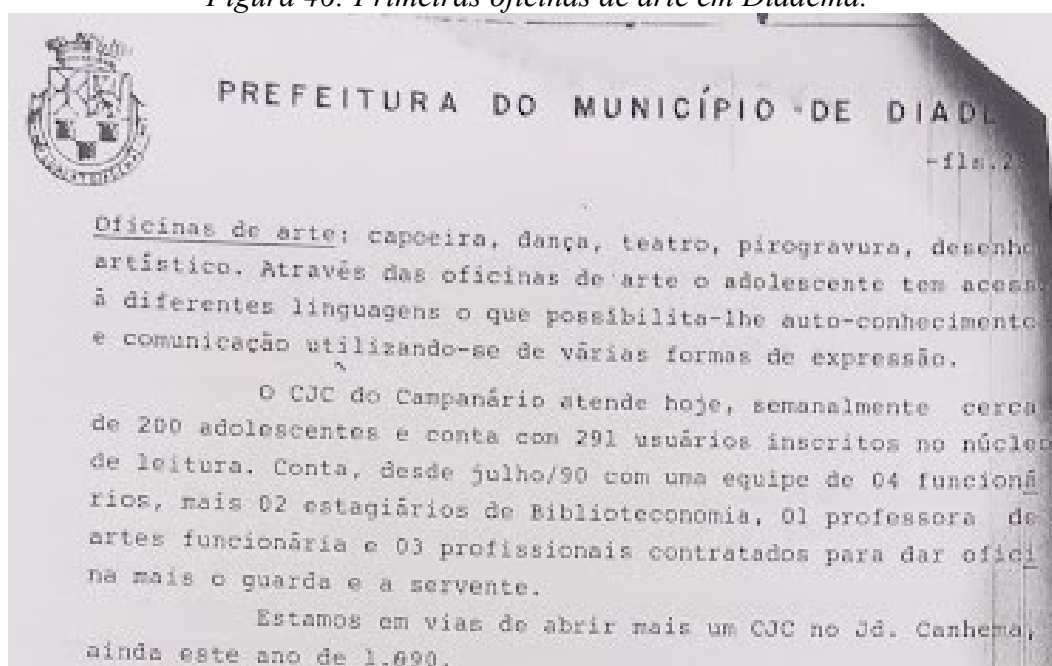 Figura 40: Primeiras oficinas de arte em Diadema.
PREFEITURA DO MUNICÍPIO DE DIADE
-fls.2
Oficinas de arte: capoeira, dança, teatro, pirogravura, desenho
artístico. Através das oficinas de arte o adolescente tem acesso
à diferentes linguagens o que possibilita-lhe auto-conhecimento
e comunicação utilizando-se de várias formas de expressão.
O CJC do Campanário atende hoje, semanalmente cerca
de 200 adolescentes e conta com 291 usuários inscritos no núcleo
de leitura. Conta, desde julho/90 com uma equipe de 04 funcioná
rios, mais 02 estagiários de Biblioteconomia, 01 professora de
artes funcionária e 03 profissionais contratados para dar ofici
na mais o guarda e a servente.
Estamos em vias de abrir mais um CJC no Jd. Canhema,
ainda este ano de 1.990.